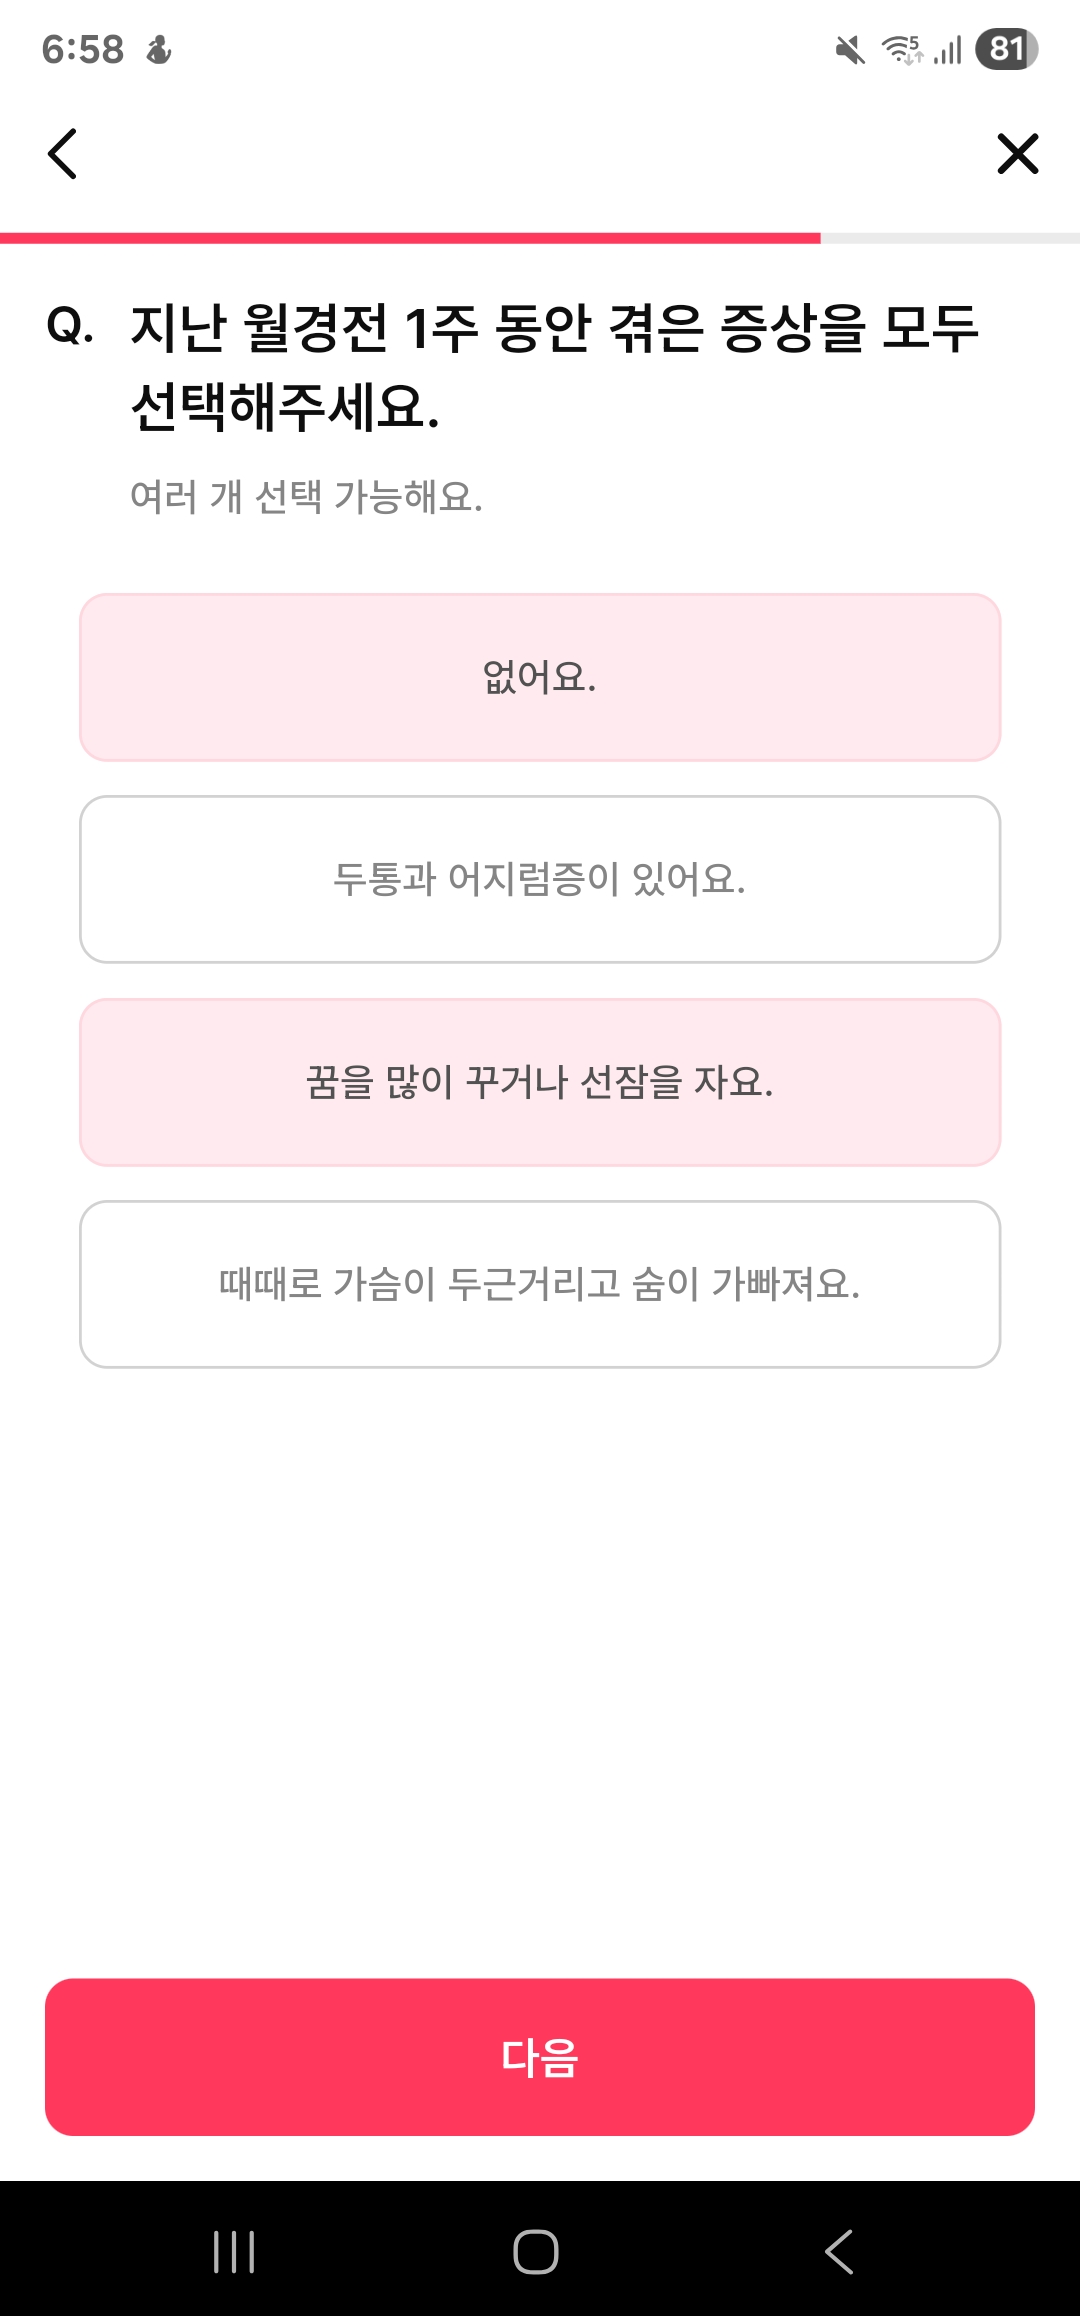 6:58
5
81
Q. 지난 월경전 1주 동안 겪은 증상을 모두
선택해주세요.
여러 개 선택 가능해요.
없어요.
두통과 어지럼증이 있어요.
꿈을 많이 꾸거나 선잠을 자요.
때때로 가슴이 두근거리고 숨이 가빠져요.
다음